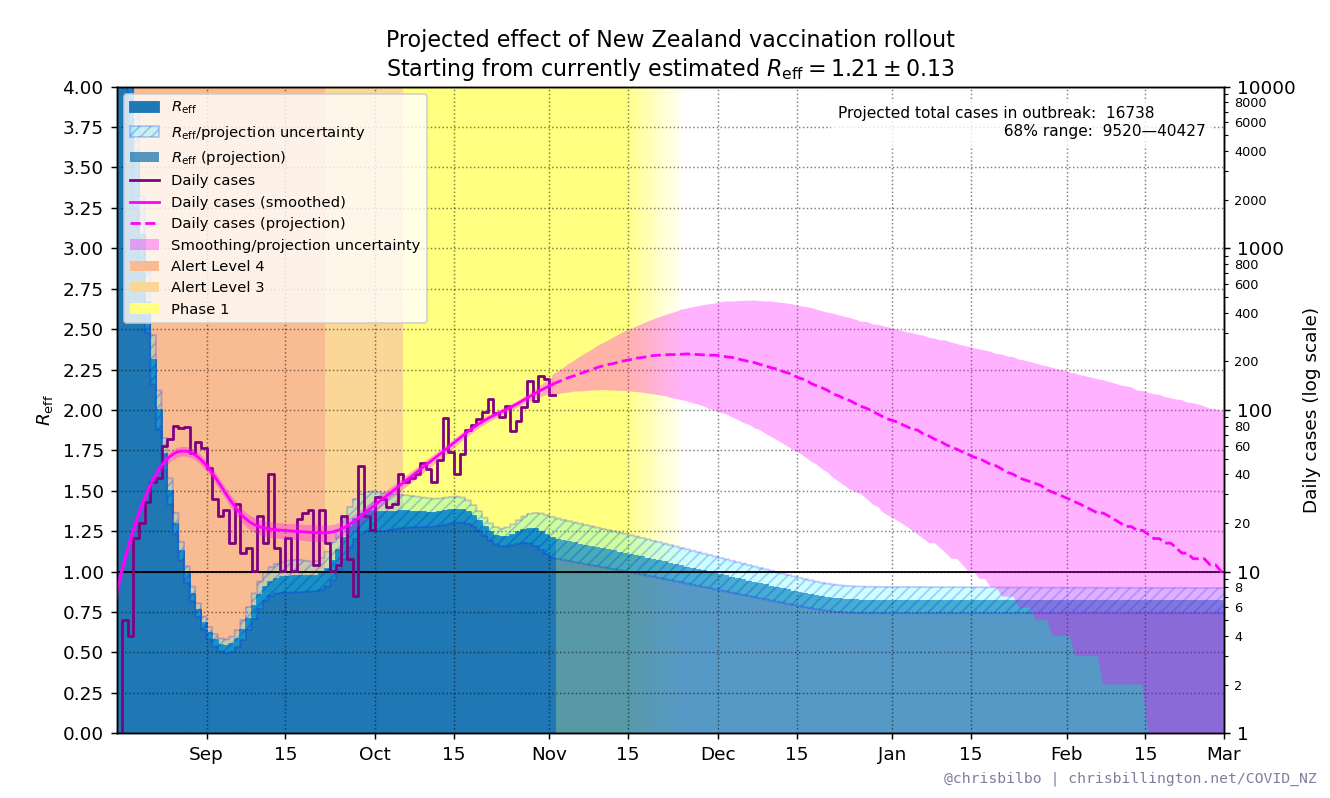 Projected effect of New Zealand vaccination rollout
Starting from currently estimated R_eff = 1.21 ± 0.13
Projected total cases in outbreak: 16738
68% range: 9520—40427
R_eff
R_eff/projection uncertainty
R_eff (projection)
Daily cases
Daily cases (smoothed)
Daily cases (projection)
Smoothing/projection uncertainty
Alert Level 4
Alert Level 3
Phase 1
4.00
3.75
3.50
3.25
3.00
2.75
2.50
2.25
2.00
1.75
1.50
1.25
1.00
0.75
0.50
0.25
0.00
R_eff
10000
8000
6000
4000
2000
1000
800
600
400
200
100
80
60
40
20
10
8
6
4
2
1
Daily cases (log scale)
Sep 15 Oct 15 Nov 15 Dec 15 Jan 15 Feb 15 Mar
@chrisbilbo | chrisbillington.net/COVID_NZ